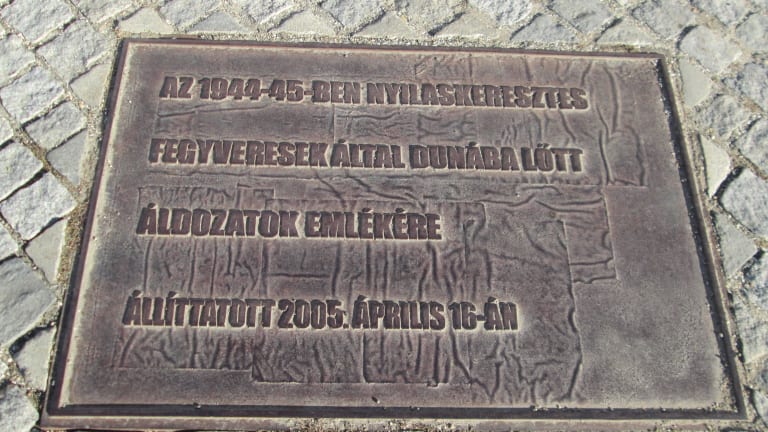 AZ 1944-45-BEN NYILASKERESZTES
FEGYVERESEK ÁLTAL DUNÁBA LŐTT
ÁLDOZATOK EMLÉKÉRE
ÁLLÍTTATOTT 2005. ÁPRILIS 16-ÁN